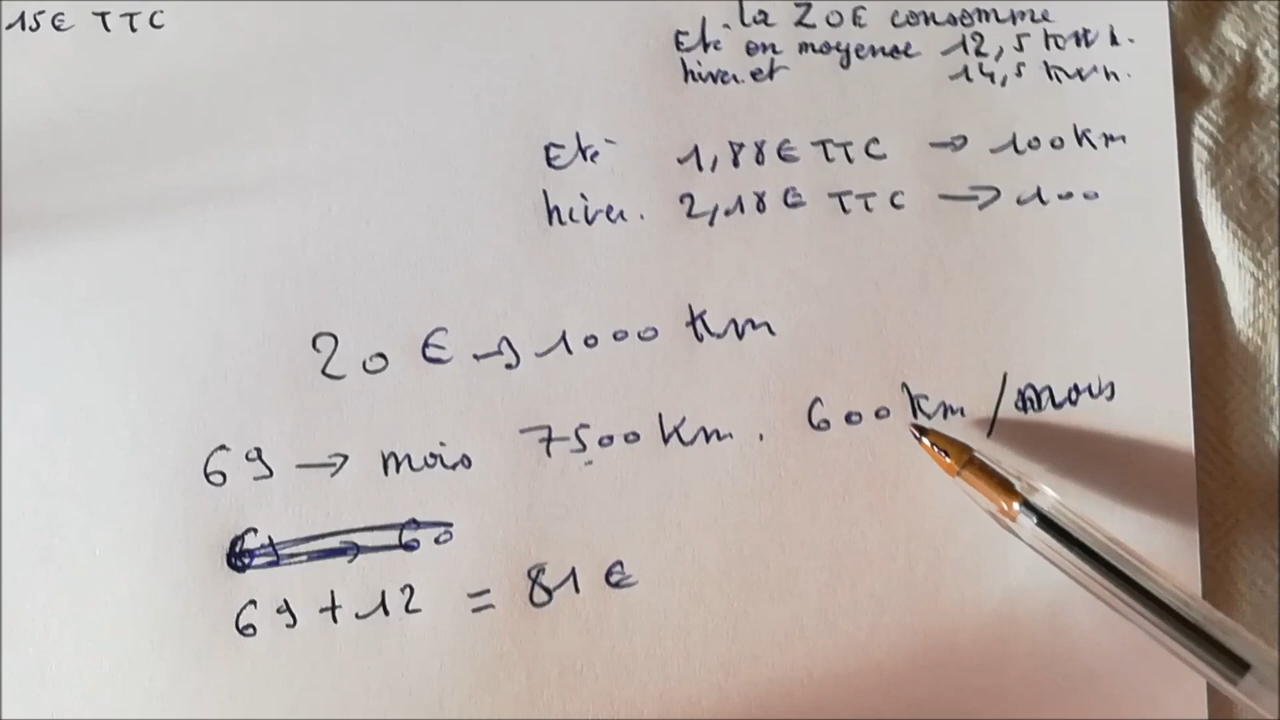 15€ TTC
la ZOE consomme
Eté en moyenne 12,5 kwh.
hiver et 14,5 kwh.
Eté 1,88€ TTC → 100 Km
hiver. 2,18€ TTC → 100
20 € → 1000 Km
69 → mois 7500 Km. 600 Km/mois
69 → 60
69 + 12 = 81 €